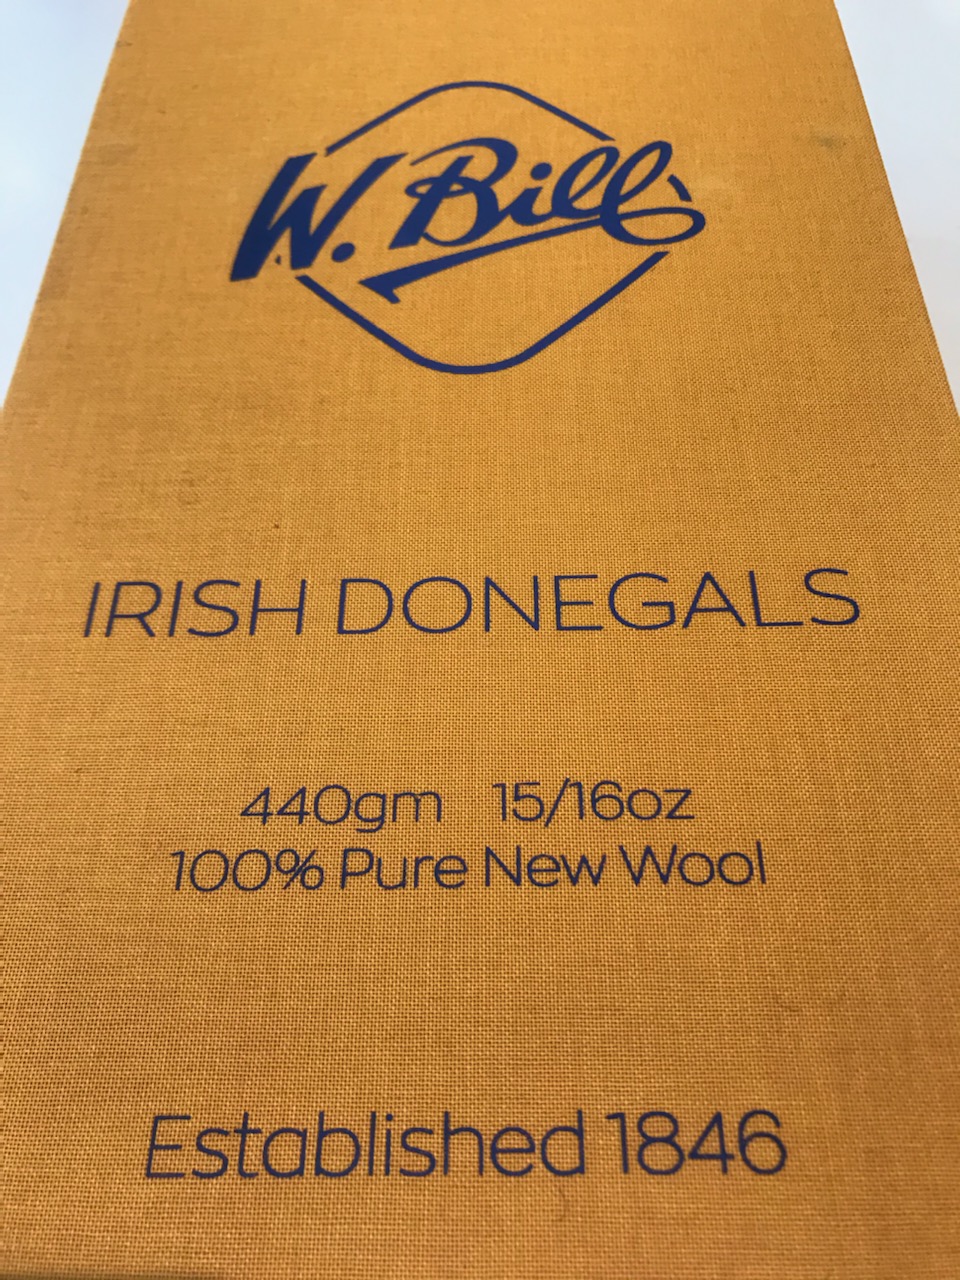 W. Bill
IRISH DONEGALS
440gm 15/16oz
100% Pure New Wool
Established 1846